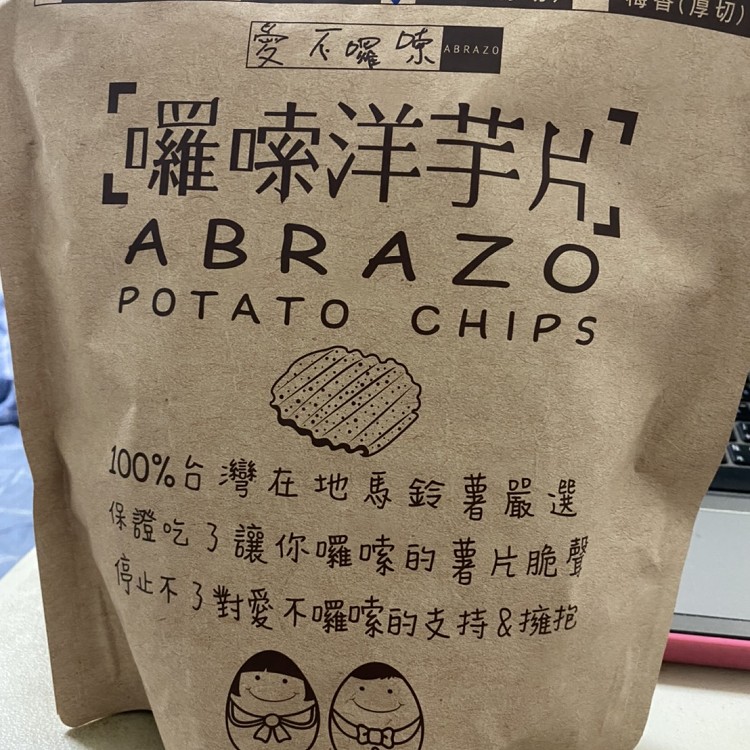 梅香(厚切)
愛不囉嗦 ABRAZO
囉嗦洋芋片
ABRAZO
POTATO CHIPS
100%台灣在地馬鈴薯嚴選
保證吃了讓你囉嗦的薯片脆聲
停止不了對愛不囉嗦的支持&擁抱